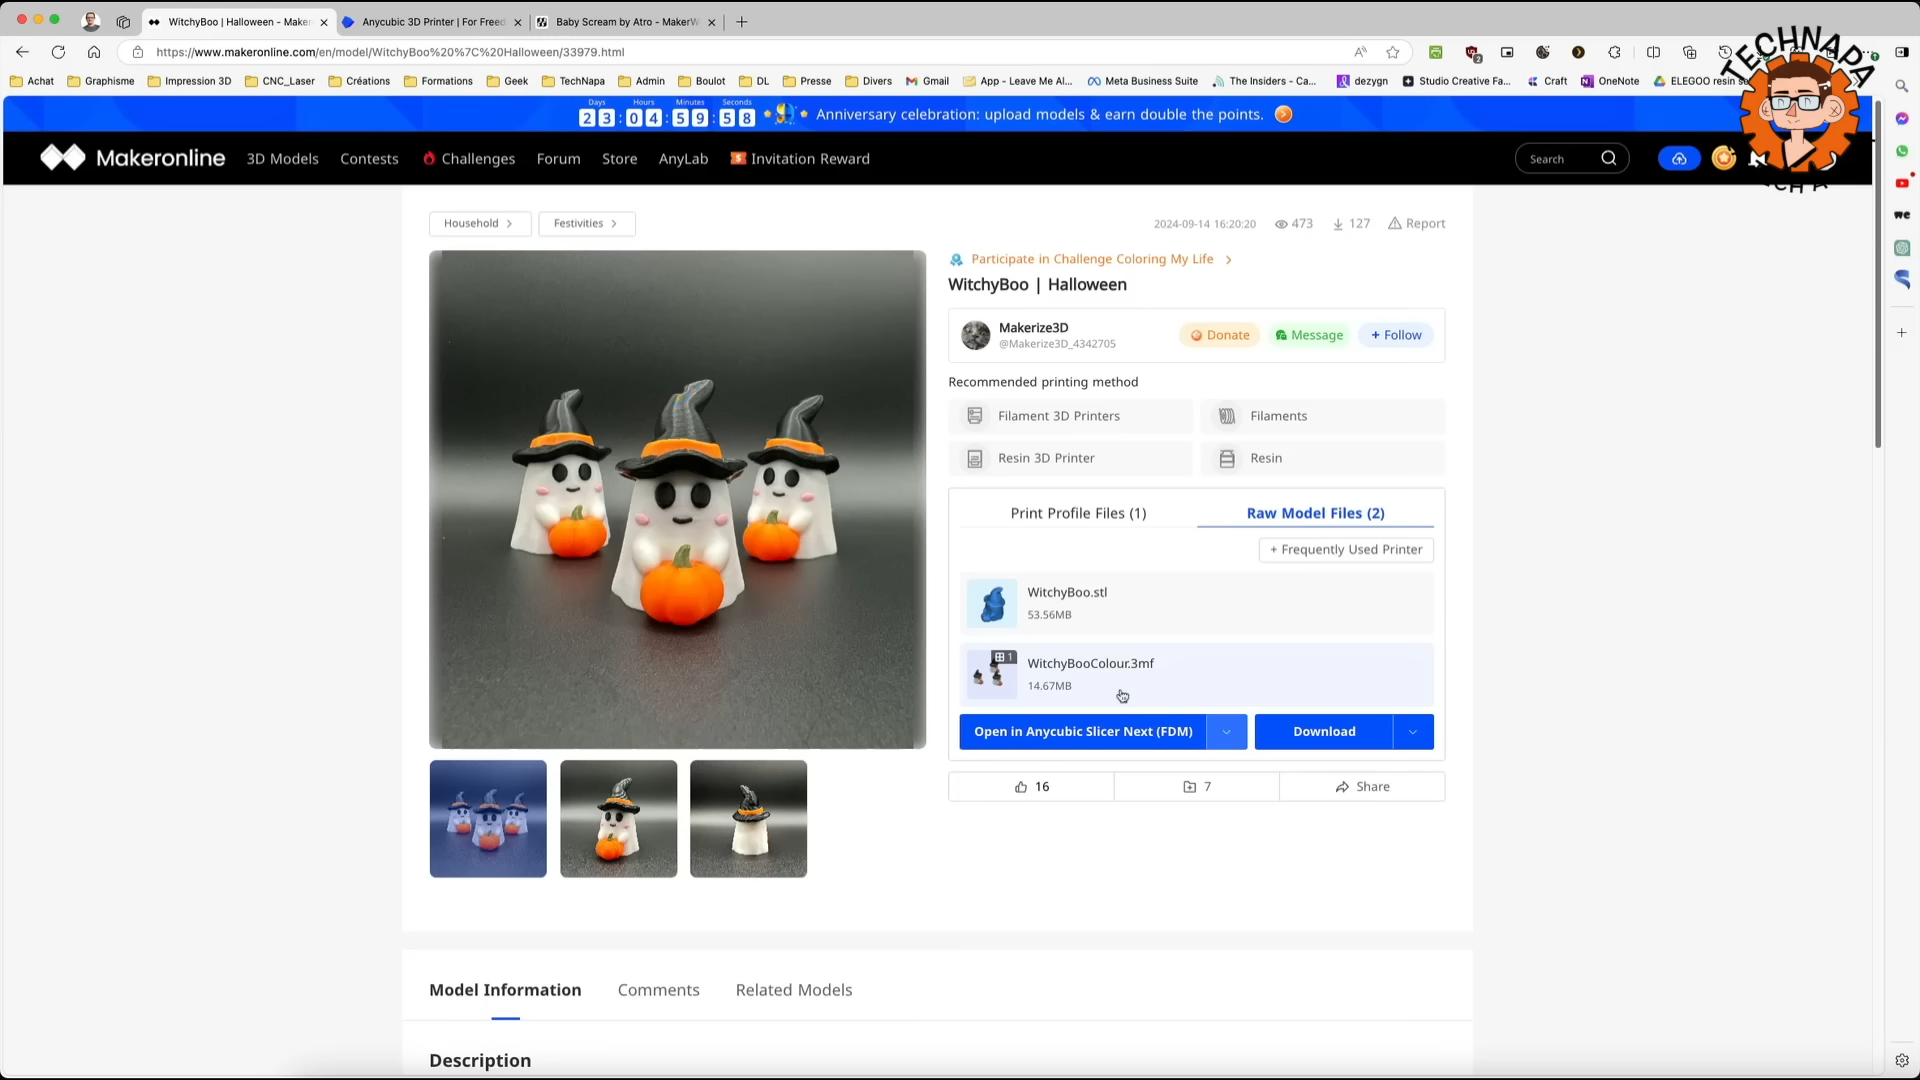 WitchyBoo | Halloween - Maker
Anycubic 3D Printer | For Freed
Baby Scream by Atro - MakerW
https://www.makeronline.com/en/model/WitchyBoo%20%7C%20Halloween/33979.html
Achat
Graphisme
Impression 3D
CNC_Laser
Créations
Formations
Geek
TechNapa
Admin
Boulot
DL
Presse
Divers
Gmail
App - Leave Me Al...
Meta Business Suite
The Insiders - Ca...
dezygn
Studio Creative Fa...
Craft
OneNote
ELEGOO resin se
TECHNAPA
Days Hours Minutes Seconds
23:04:59:58
Anniversary celebration: upload models & earn double the points.
Makeronline
3D Models
Contests
Challenges
Forum
Store
AnyLab
Invitation Reward
Search
Household >
Festivities >
2024-09-14 16:20:20
473
127
Report
Participate in Challenge Coloring My Life >
WitchyBoo | Halloween
Makerize3D
@Makerize3D_4342705
Donate
Message
+ Follow
Recommended printing method
Filament 3D Printers
Filaments
Resin 3D Printer
Resin
Print Profile Files (1)
Raw Model Files (2)
+ Frequently Used Printer
WitchyBoo.stl
53.56MB
1
WitchyBooColour.3mf
14.67MB
Open in Anycubic Slicer Next (FDM)
Download
16
7
Share
Model Information
Comments
Related Models
Description